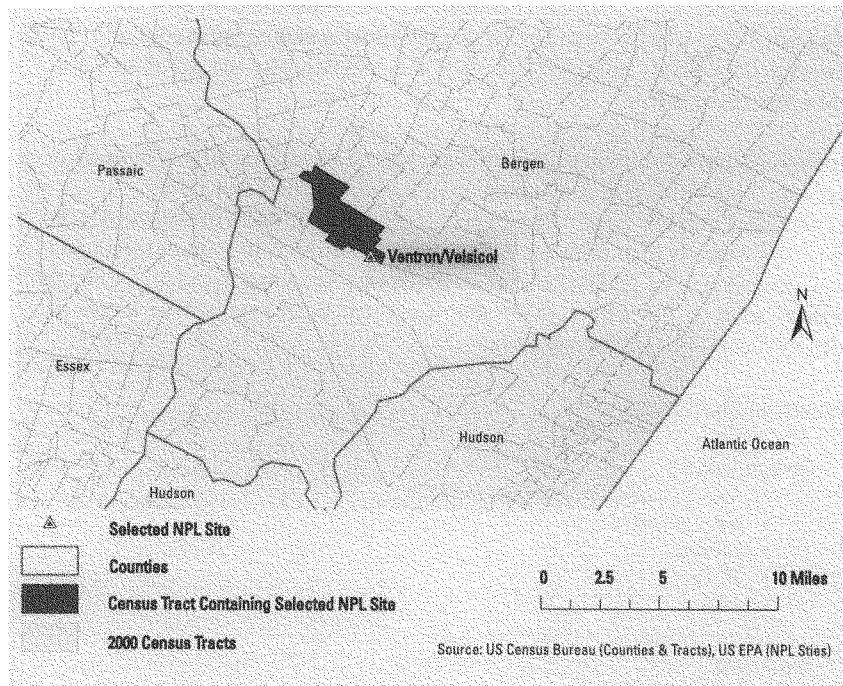 Passaic
Bergen
Ventron/Velsicol
N
Essex
Hudson
Atlantic Ocean
Hudson
Selected NPL Site
Counties
0 2.5 5 10 Miles
Census Tract Containing Selected NPL Site
2000 Census Tracts
Source: US Census Bureau (Counties & Tracts), US EPA (NPL Sties)